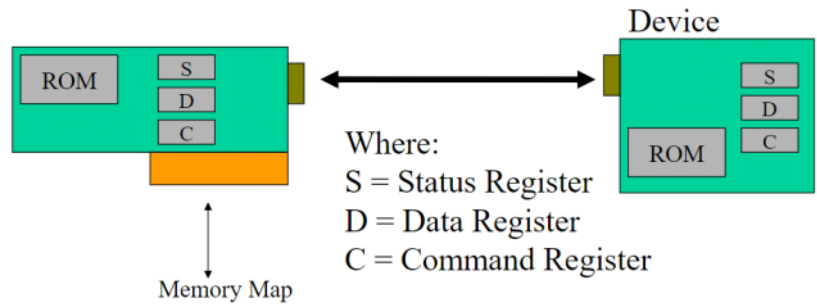 Device
ROM
S
D
C
S
D
C
ROM
Where:
S = Status Register
D = Data Register
C = Command Register
Memory Map